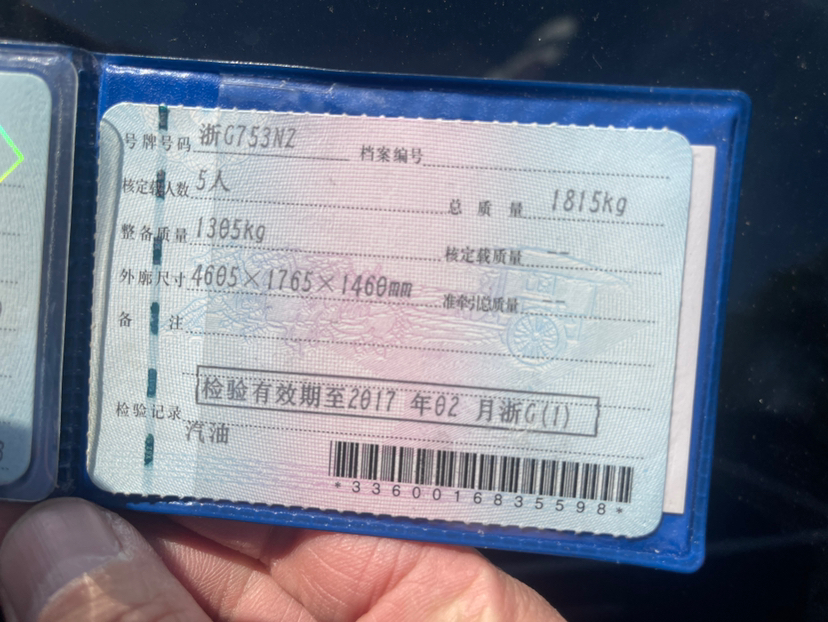 号牌号码 浙G753NZ 档案编号
核定载人数 5人 总质量 1815kg
整备质量 1305kg 核定载质量 --
外廓尺寸 4605×1765×1460mm 准牵引总质量 --
备注
检验记录 检验有效期至2017 年02 月浙G(1)
汽油
*3360016835598*